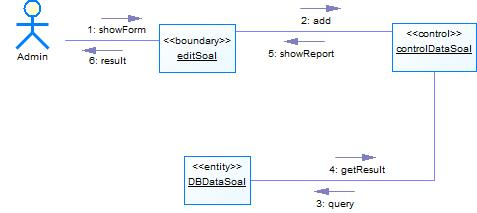 2: add
1: showForm
<<boundary>>
editSoal
<<control>>
controlDataSoal
Admin
6: result
5: showReport
<<entity>>
DBDataSoal
4: getResult
3: query